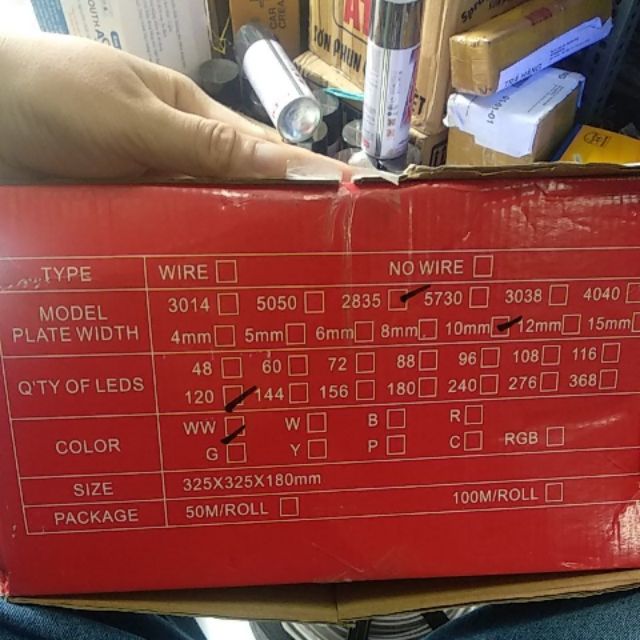 TÓN PHUN
TYPE WIRE NO WIRE
MODEL 3014 5050 2835 5730 3038 4040
PLATE WIDTH 4mm 5mm 6mm 8mm 10mm 12mm 15mm
Q'TY OF LEDS 48 60 72 88 96 108 116
120 144 156 180 240 276 368
COLOR WW W B R
G Y P C RGB
SIZE 325X325X180mm
PACKAGE 50M/ROLL 100M/ROLL